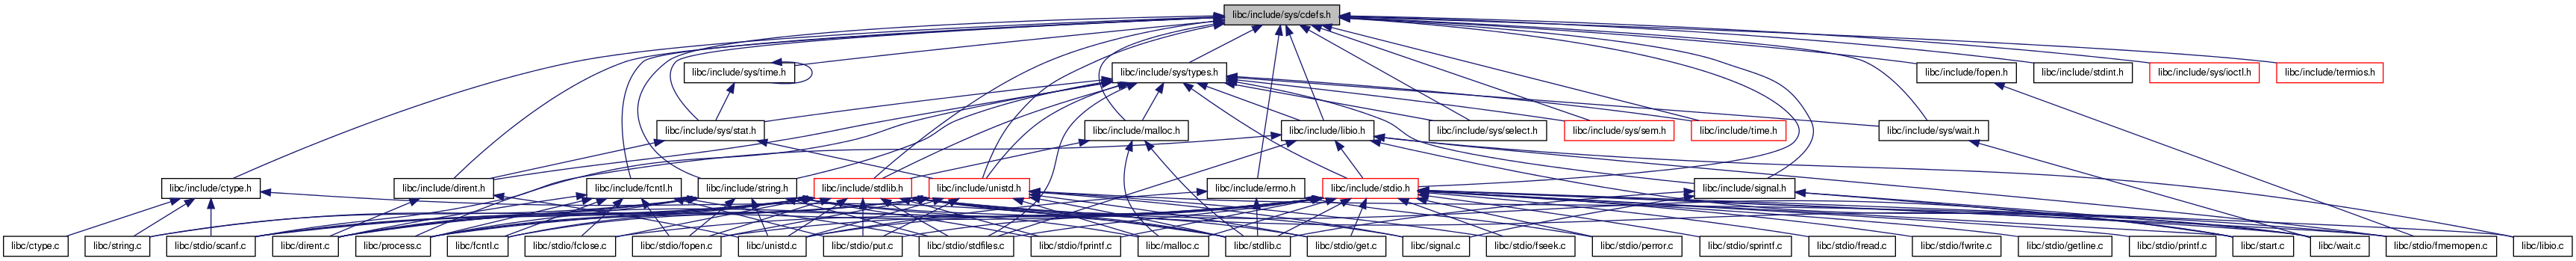 libc/include/sys/cdefs.h
libc/include/sys/time.h
libc/include/sys/types.h
libc/include/fopen.h
libc/include/stdint.h
libc/include/sys/ioctl.h
libc/include/termios.h
libc/include/sys/stat.h
libc/include/malloc.h
libc/include/libio.h
libc/include/sys/select.h
libc/include/sys/sem.h
libc/include/time.h
libc/include/sys/wait.h
libc/include/ctype.h
libc/include/dirent.h
libc/include/fcntl.h
libc/include/string.h
libc/include/stdlib.h
libc/include/unistd.h
libc/include/errno.h
libc/include/stdio.h
libc/include/signal.h
libc/ctype.c
libc/string.c
libc/stdio/scanf.c
libc/dirent.c
libc/process.c
libc/fcntl.c
libc/stdio/fclose.c
libc/stdio/fopen.c
libc/unistd.c
libc/stdio/put.c
libc/stdio/stdfiles.c
libc/stdio/fprintf.c
libc/malloc.c
libc/stdlib.c
libc/stdio/get.c
libc/signal.c
libc/stdio/fseek.c
libc/stdio/perror.c
libc/stdio/sprintf.c
libc/stdio/fread.c
libc/stdio/fwrite.c
libc/stdio/getline.c
libc/stdio/printf.c
libc/start.c
libc/wait.c
libc/stdio/fmemopen.c
libc/libio.c